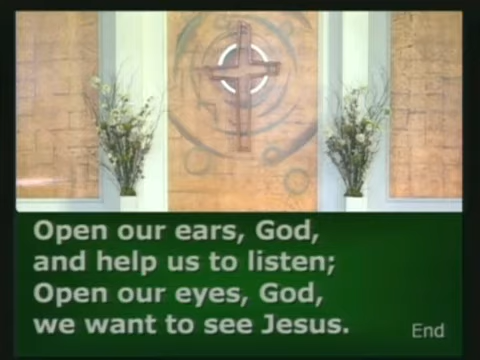 Open our ears, God,
and help us to listen;
Open our eyes, God,
we want to see Jesus.
End